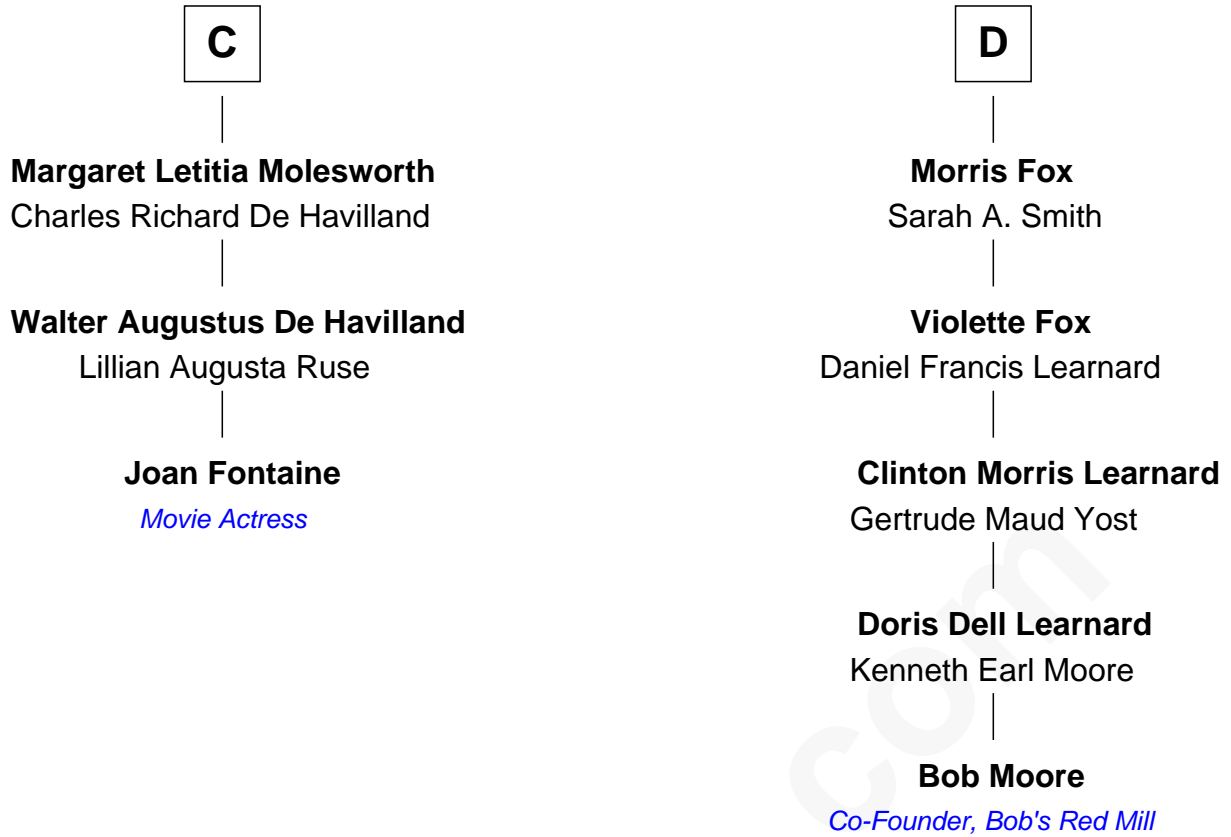 C
Margaret Letitia Molesworth
Charles Richard De Havilland
Walter Augustus De Havilland
Lillian Augusta Ruse
Joan Fontaine
Movie Actress
D
Morris Fox
Sarah A. Smith
Violette Fox
Daniel Francis Learnard
Clinton Morris Learnard
Gertrude Maud Yost
Doris Dell Learnard
Kenneth Earl Moore
Bob Moore
Co-Founder, Bob's Red Mill
com